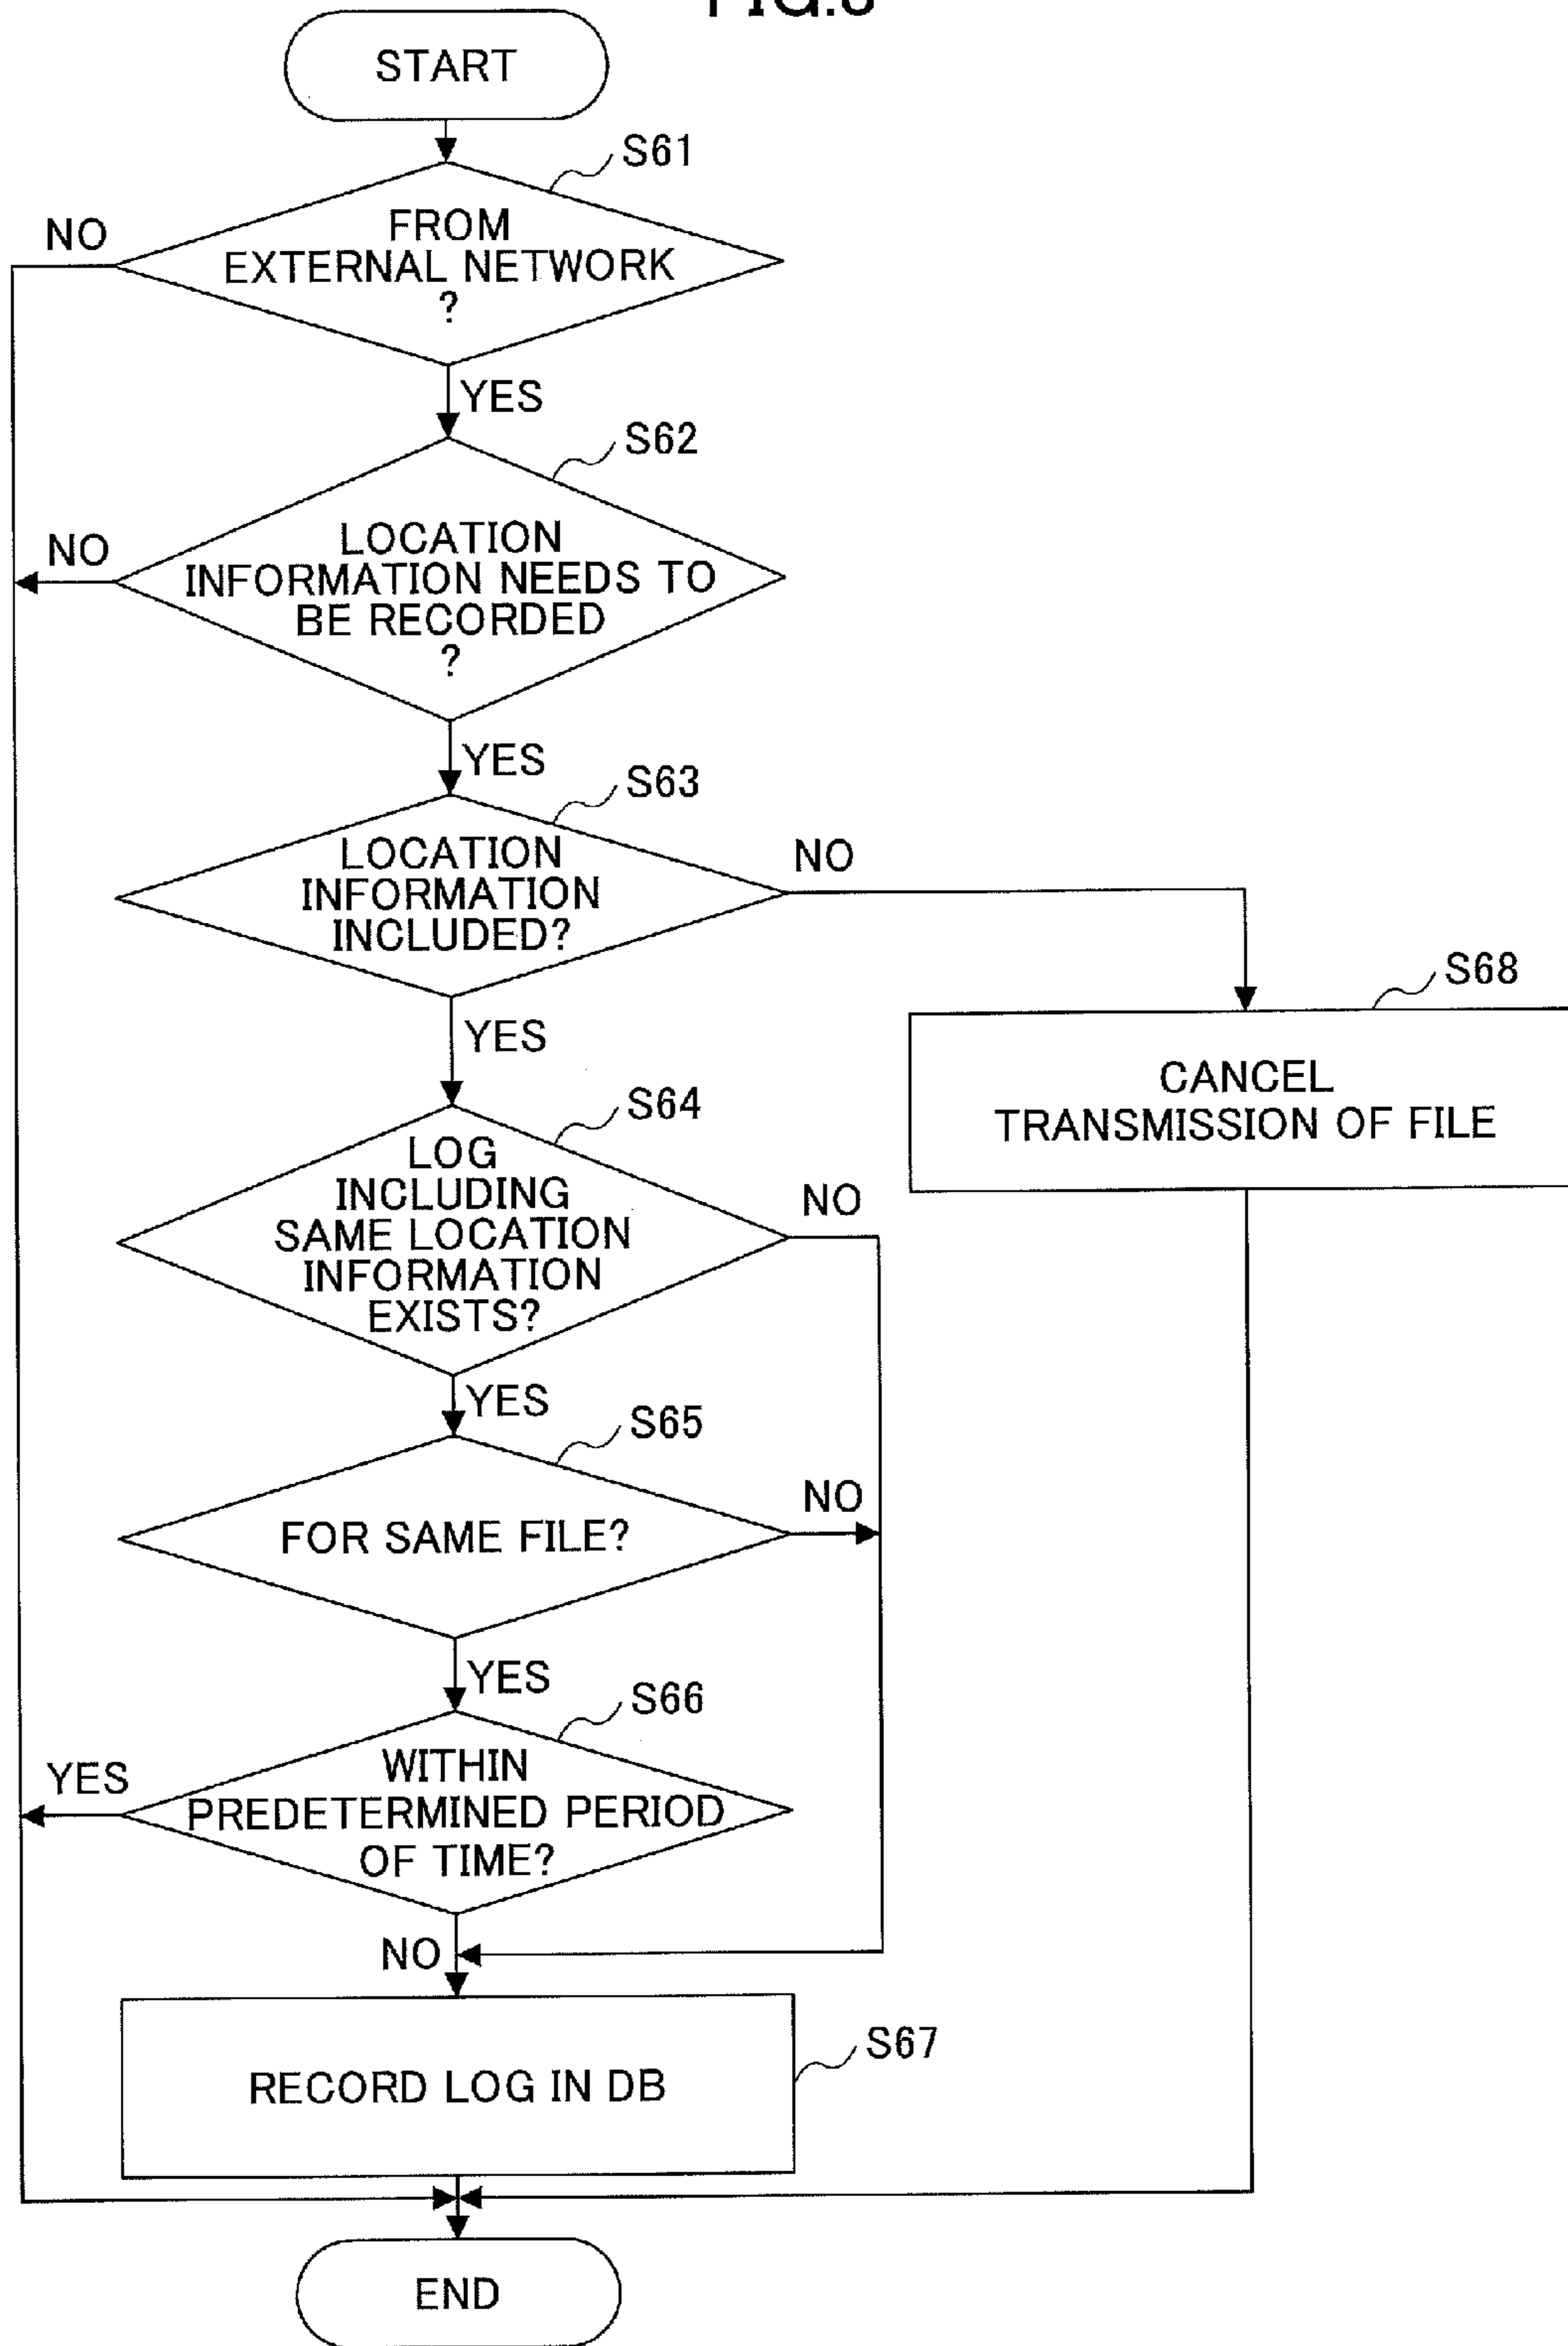 START
S61
NO
FROM
EXTERNAL NETWORK
?
YES
S62
NO
LOCATION
INFORMATION NEEDS TO
BE RECORDED
?
YES
S63
LOCATION
INFORMATION
INCLUDED?
NO
S68
YES
CANCEL
TRANSMISSION OF FILE
S64
LOG
INCLUDING
SAME LOCATION
INFORMATION
EXISTS?
NO
YES
S65
NO
FOR SAME FILE?
YES
S66
YES
WITHIN
PREDETERMINED PERIOD
OF TIME?
NO
S67
RECORD LOG IN DB
END